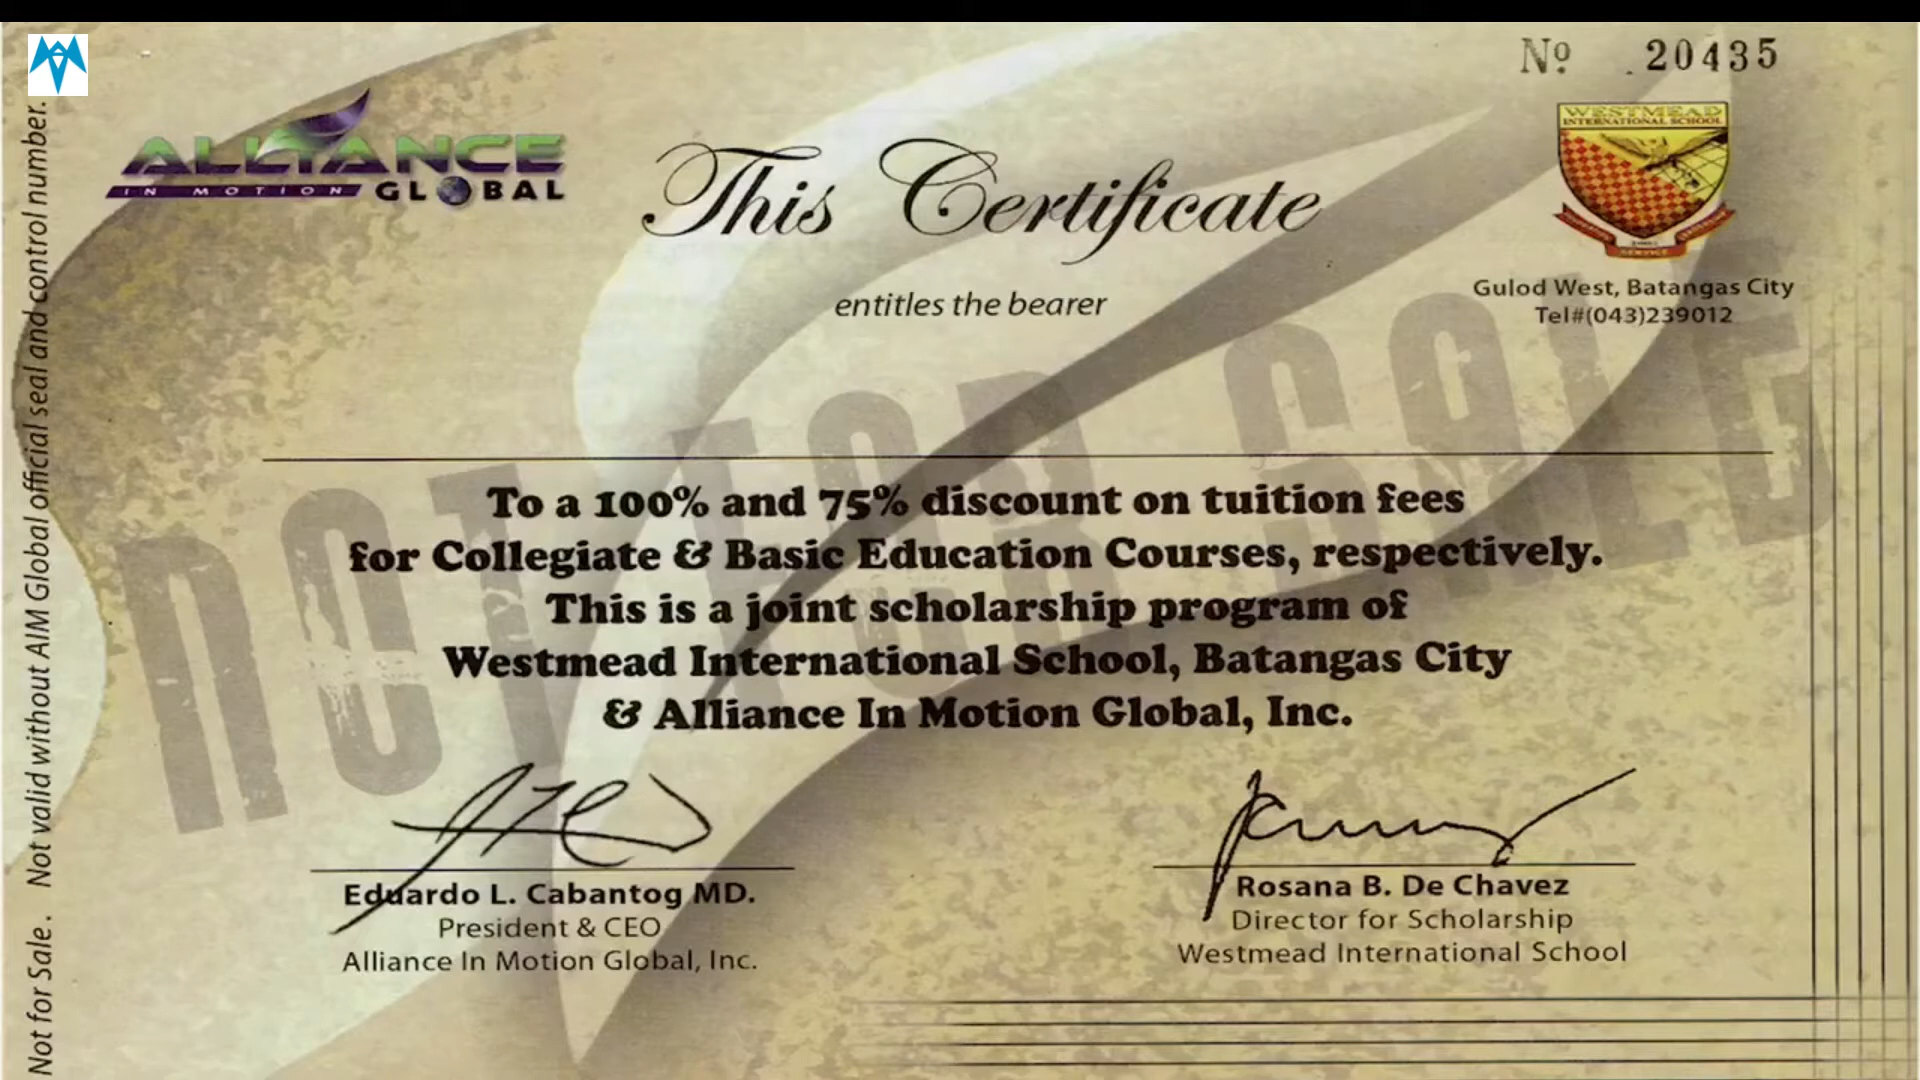 Nº 20435
ALLIANCE
IN MOTION GLOBAL
WESTMEAD
INTERNATIONAL SCHOOL
This Certificate
Gulod West, Batangas City
Tel#(043)239012
entitles the bearer
NOT FOR SALE
To a 100% and 75% discount on tuition fees
for Collegiate & Basic Education Courses, respectively.
This is a joint scholarship program of
Westmead International School, Batangas City
& Alliance In Motion Global, Inc.
Eduardo L. Cabantog MD.
President & CEO
Alliance In Motion Global, Inc.
Rosana B. De Chavez
Director for Scholarship
Westmead International School
Not for Sale. Not valid without AIM Global official seal and control number.